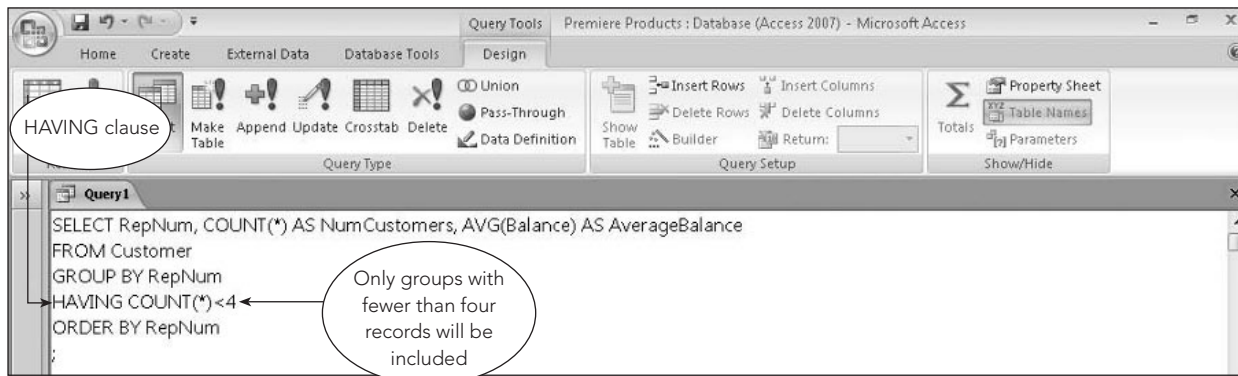 Query Tools
Premiere Products : Database (Access 2007) - Microsoft Access
Home Create External Data Database Tools Design
HAVING clause
Make Table
Append
Update
Crosstab
Delete
Union
Pass-Through
Data Definition
Query Type
Show Table
Insert Rows
Delete Rows
Builder
Insert Columns
Delete Columns
Return:
Query Setup
Totals
Property Sheet
Table Names
Parameters
Show/Hide
Query1
SELECT RepNum, COUNT(*) AS NumCustomers, AVG(Balance) AS AverageBalance
FROM Customer
GROUP BY RepNum
HAVING COUNT(*)<4
ORDER BY RepNum
;
Only groups with
fewer than four
records will be
included